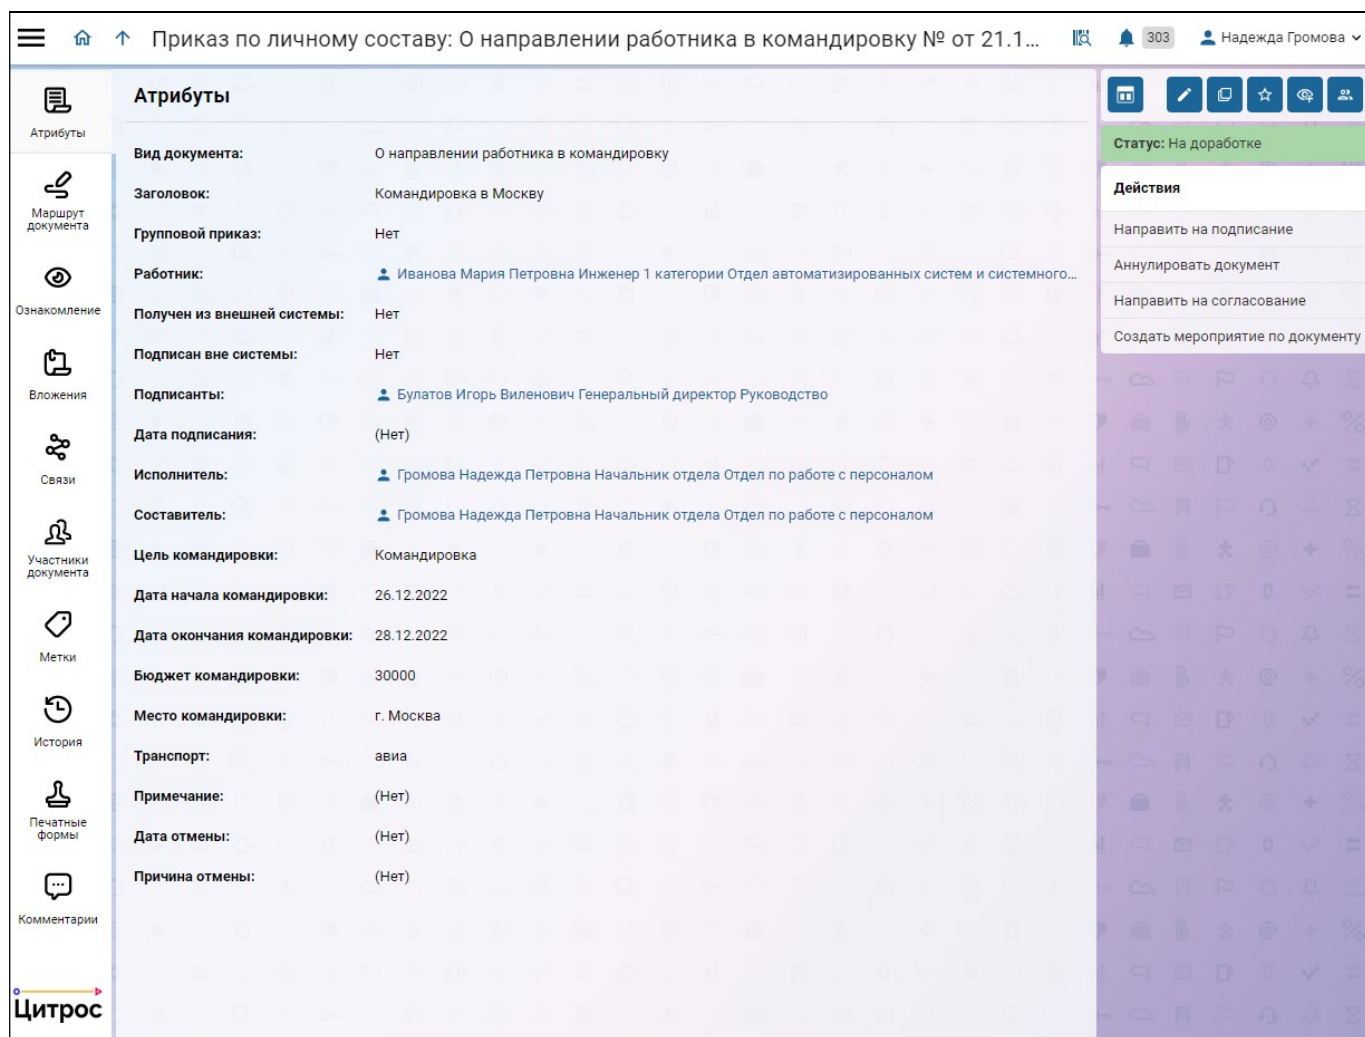 Приказ по личному составу: О направлении работника в командировку № от 21.1...
303
Надежда Громова
Атрибуты
Маршрут
документа
Ознакомление
Вложения
Связи
Участники
документа
Метки
История
Печатные
формы
Комментарии
Цитрос
Атрибуты
Вид документа: О направлении работника в командировку
Заголовок: Командировка в Москву
Групповой приказ: Нет
Работник: Иванова Мария Петровна Инженер 1 категории Отдел автоматизированных систем и системного...
Получен из внешней системы: Нет
Подписан вне системы: Нет
Подписанты: Булатов Игорь Виленович Генеральный директор Руководство
Дата подписания: (Нет)
Исполнитель: Громова Надежда Петровна Начальник отдела Отдел по работе с персоналом
Составитель: Громова Надежда Петровна Начальник отдела Отдел по работе с персоналом
Цель командировки: Командировка
Дата начала командировки: 26.12.2022
Дата окончания командировки: 28.12.2022
Бюджет командировки: 30000
Место командировки: г. Москва
Транспорт: авиа
Примечание: (Нет)
Дата отмены: (Нет)
Причина отмены: (Нет)
Статус: На доработке
Действия
Направить на подписание
Аннулировать документ
Направить на согласование
Создать мероприятие по документу